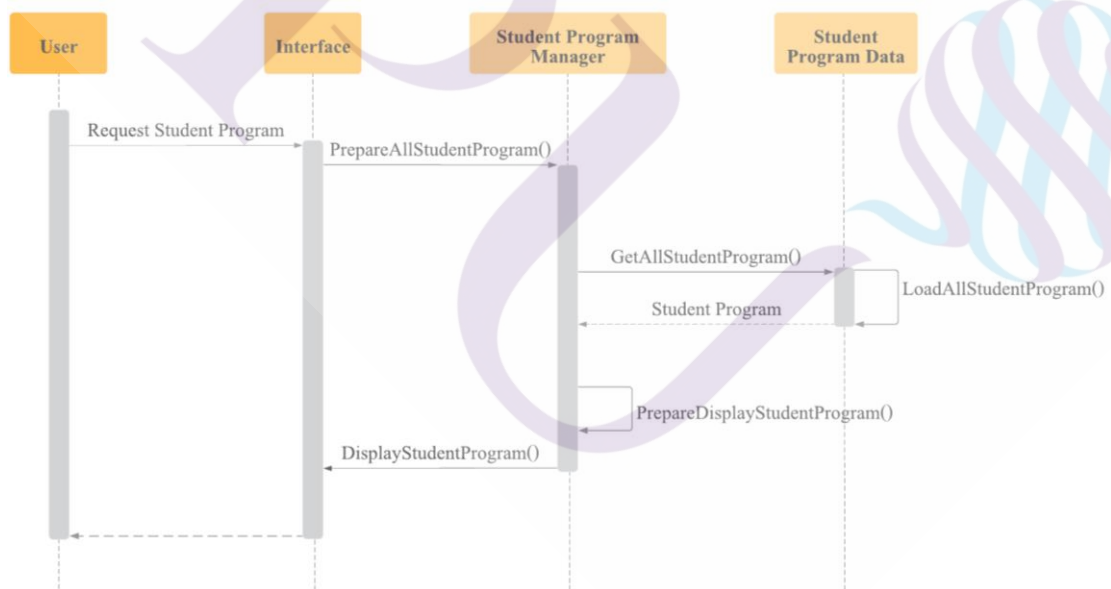 User
Interface
Student Program
Manager
Student
Program Data
Request Student Program
PrepareAllStudentProgram()
GetAllStudentProgram()
LoadAllStudentProgram()
Student Program
PrepareDisplayStudentProgram()
DisplayStudentProgram()